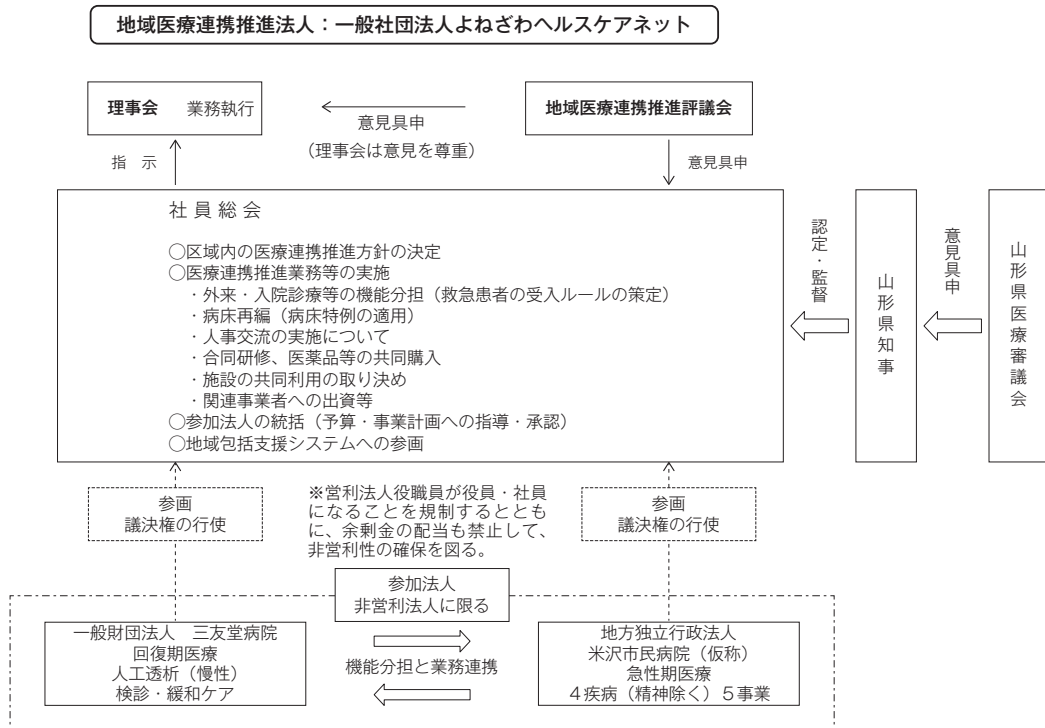 地域医療連携推進法人：一般社団法人よねざわヘルスケアネット
理事会　業務執行
地域医療連携推進評議会
意見具申
（理事会は意見を尊重）
指　示
意見具申
社 員 総 会
○区域内の医療連携推進方針の決定
○医療連携推進業務等の実施
・外来・入院診療等の機能分担（救急患者の受入ルールの策定）
・病床再編（病床特例の適用）
・人事交流の実施について
・合同研修、医薬品等の共同購入
・施設の共同利用の取り決め
・関連事業者への出資等
○参加法人の統括（予算・事業計画への指導・承認）
○地域包括支援システムへの参画
認定・監督
山形県知事
意見具申
山形県医療審議会
参画
議決権の行使
※営利法人役職員が役員・社員
になることを規制するととも
に、余剰金の配当も禁止して、
非営利性の確保を図る。
参画
議決権の行使
参加法人
非営利法人に限る
一般財団法人　三友堂病院
回復期医療
人工透析（慢性）
検診・緩和ケア
機能分担と業務連携
地方独立行政法人
米沢市民病院（仮称）
急性期医療
４疾病（精神除く）５事業